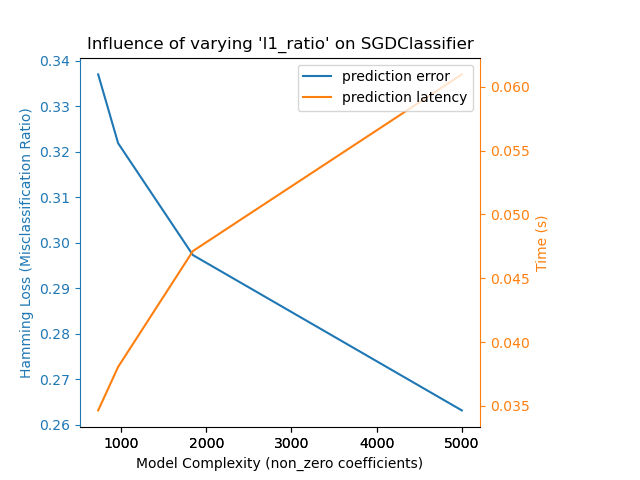 Influence of varying 'l1_ratio' on SGDClassifier
prediction error
prediction latency
Hamming Loss (Misclassification Ratio)
0.34
0.33
0.32
0.31
0.30
0.29
0.28
0.27
0.26
0.060
0.055
0.050
0.045
0.040
0.035
Time (s)
1000 2000 3000 4000 5000
Model Complexity (non_zero coefficients)